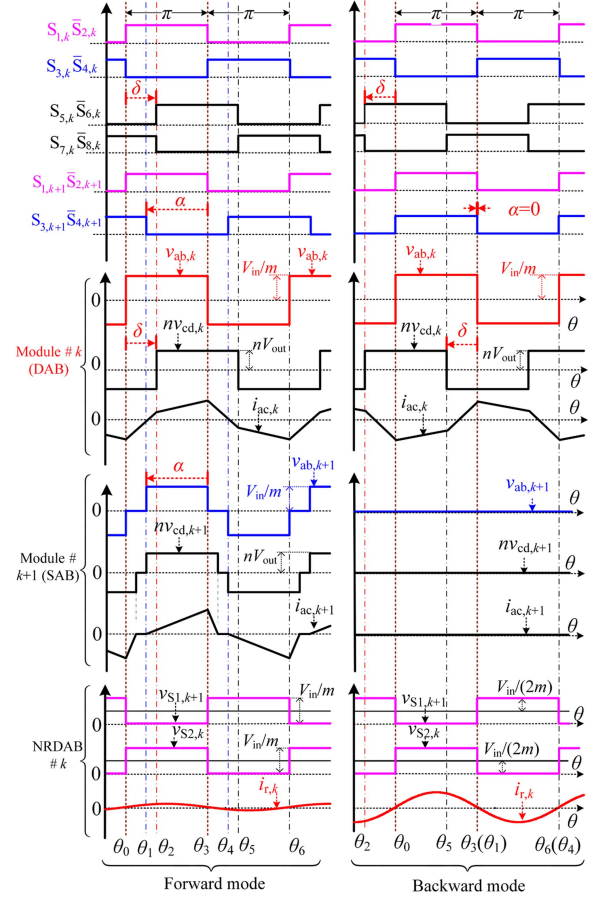 π π π π
S1,k S̄2,k
S3,k S̄4,k
δ δ
S5,k S̄6,k
S7,k S̄8,k
S1,k+1 S̄2,k+1
α α=0
S3,k+1 S̄4,k+1
vab,k vab,k Vin/m vab,k Vin/m
0 θ
δ nvcd,k nvcd,k δ
Module # k (DAB) 0 nVout nVout θ
iac,k iac,k
0 θ
α vab,k+1 vab,k+1
0 Vin/m θ
nvcd,k+1 nvcd,k+1
Module # k+1 (SAB) 0 nVout θ
iac,k+1 iac,k+1
0 θ
vS1,k+1 Vin/m vS1,k+1 Vin/(2m)
0 θ
vS2,k Vin/m vS2,k Vin/(2m)
NRDAB # k 0 θ
ir,k ir,k
0 θ
θ0 θ1 θ2 θ3 θ4 θ5 θ6 θ2 θ0 θ5 θ3(θ1) θ6(θ4)
Forward mode Backward mode